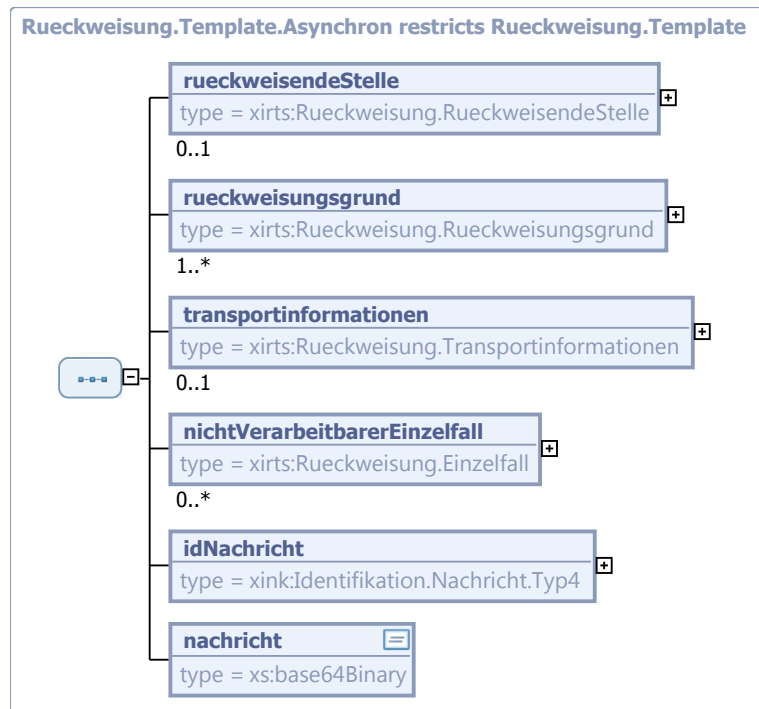 Rueckweisung.Template.Asynchron restricts Rueckweisung.Template
rueckweisendeStelle
type = xirts:Rueckweisung.RueckweisendeStelle
0..1
rueckweisungsgrund
type = xirts:Rueckweisung.Rueckweisungsgrund
1..*
transportinformationen
type = xirts:Rueckweisung.Transportinformationen
0..1
nichtVerarbeitbarerEinzelfall
type = xirts:Rueckweisung.Einzelfall
0..*
idNachricht
type = xink:Identifikation.Nachricht.Typ4
nachricht
type = xs:base64Binary